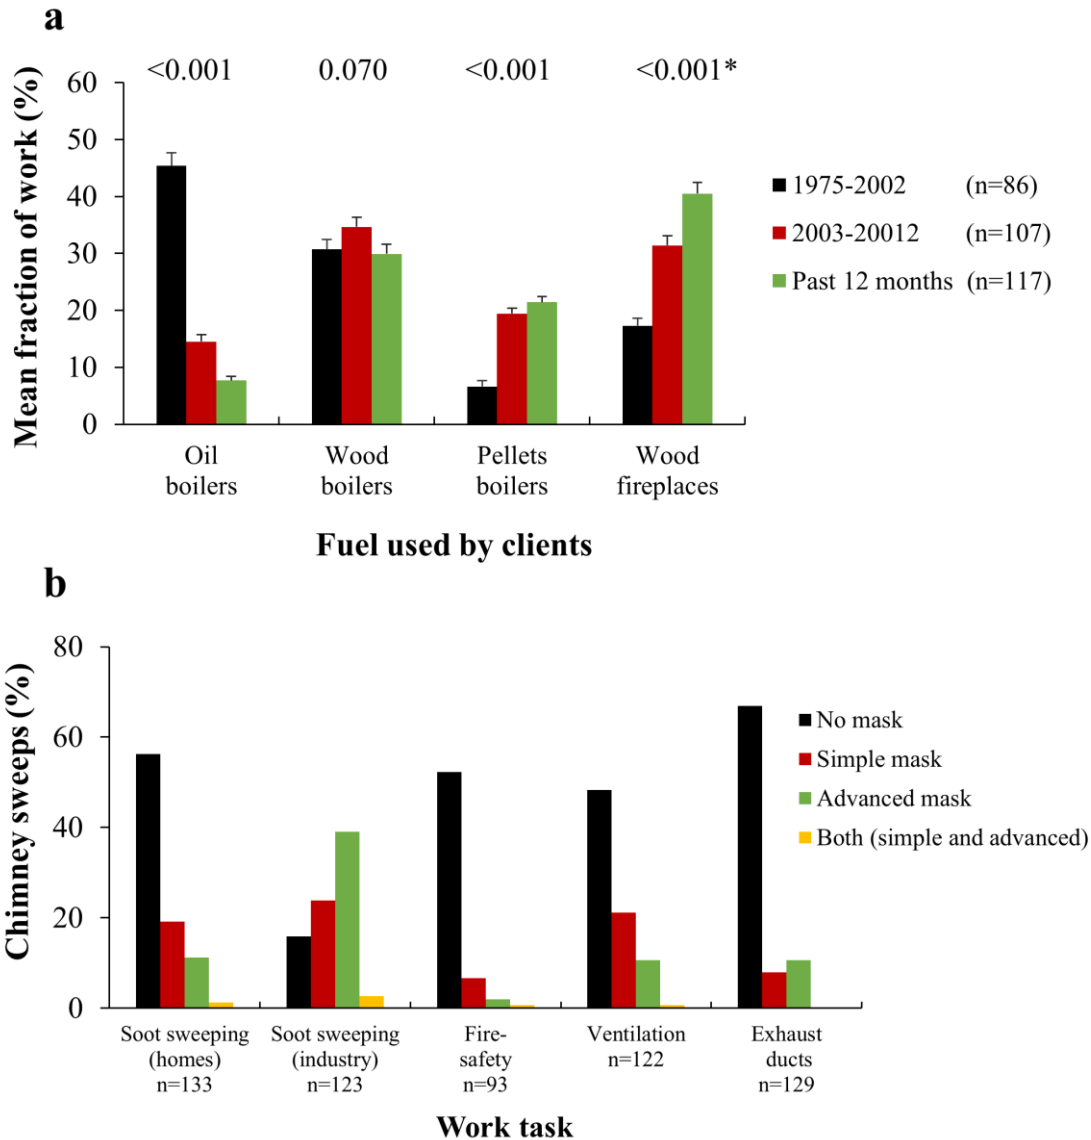 a
<0.001 0.070 <0.001 <0.001*
Mean fraction of work (%)
60
50
40
30
20
10
0
1975-2002 (n=86)
2003-20012 (n=107)
Past 12 months (n=117)
Oil
boilers
Wood
boilers
Pellets
boilers
Wood
fireplaces
Fuel used by clients
b
Chimney sweeps (%)
80
60
40
20
0
No mask
Simple mask
Advanced mask
Both (simple and advanced)
Soot sweeping
(homes)
n=133
Soot sweeping
(industry)
n=123
Fire-
safety
n=93
Ventilation
n=122
Exhaust
ducts
n=129
Work task